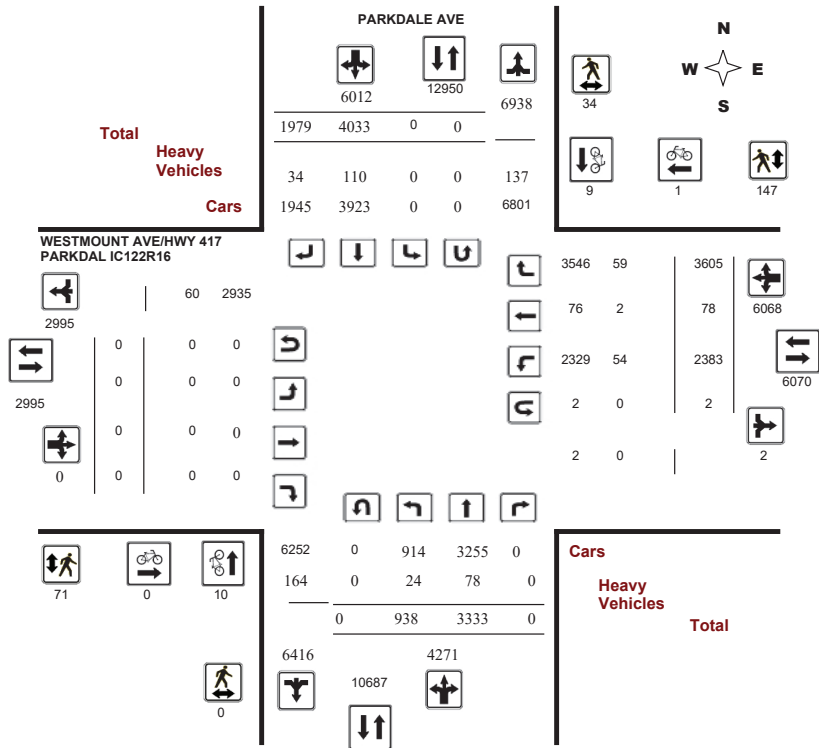 PARKDALE AVE
6012
12950
6938
1979 4033 0 0
34 110 0 0 137
1945 3923 0 0 6801
Total
Heavy
Vehicles
Cars
N
W E
S
34
9 1 147
WESTMOUNT AVE/HWY 417
PARKDAL IC122R16
60 2935
2995
0 0 0
0 0 0
2995
0 0 0
0 0 0 0
3546 59 3605
76 2 78 6068
2329 54 2383
6070
2 0 2
2 0 2
71 0 10
0
6252 0 914 3255 0
164 0 24 78 0
0 938 3333 0
6416 4271
10687
Cars
Heavy
Vehicles
Total